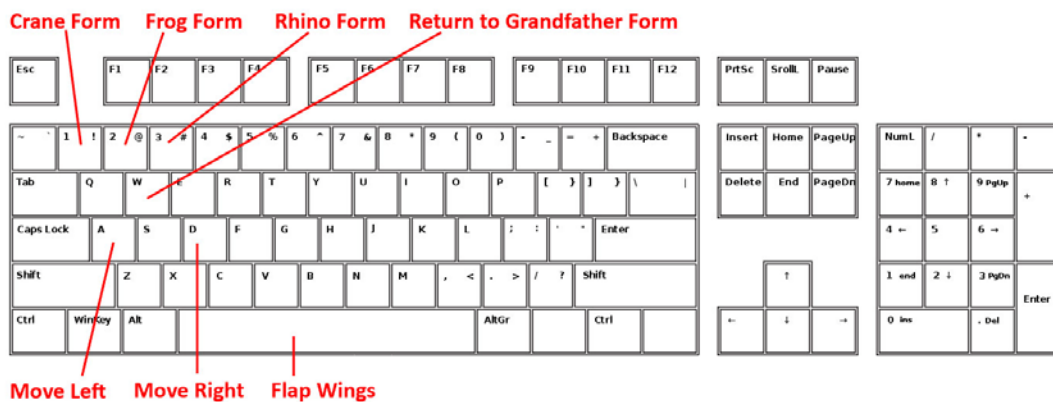 Crane Form Frog Form Rhino Form Return to Grandfather Form
Esc F1 F2 F3 F4 F5 F6 F7 F8 F9 F10 F11 F12 PrtSc SrollL Pause
~ ` 1 ! 2 @ 3 # 4 $ 5 % 6 ^ 7 & 8 * 9 ( 0 ) - _ = + Backspace Insert Home PageUp NumL / * -
Tab Q W E R T Y U I O P [ } ] } \ | Delete End PageDn 7 home 8 ↑ 9 PgUp +
Caps Lock A S D F G H J K L ; : ' " Enter 4 ← 5 6 →
Shift Z X C V B N M , < . > / ? Shift ↑ 1 end 2 ↓ 3 PgDn Enter
Ctrl WinKey Alt AltGr Ctrl ← ↓ → 0 ins . Del
Move Left Move Right Flap Wings